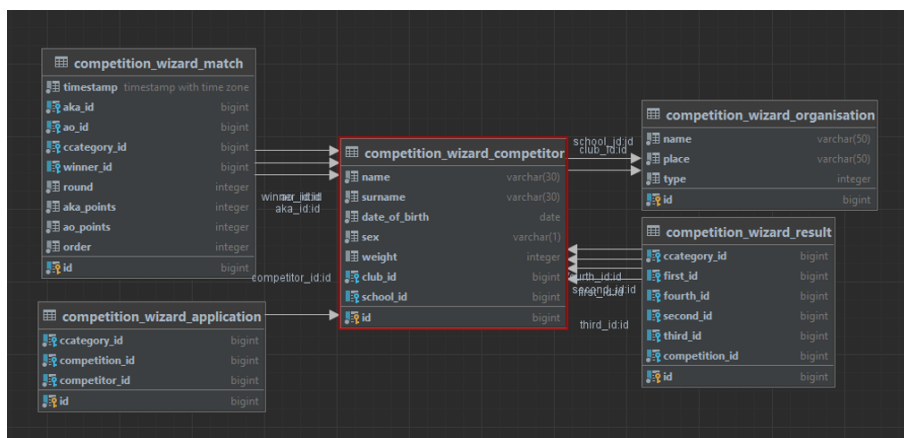 competition_wizard_match
timestamp timestamp with time zone
aka_id bigint
ao_id bigint
ccategory_id bigint
winner_id bigint
round integer
aka_points integer
ao_points integer
order integer
id bigint
competition_wizard_application
ccategory_id bigint
competition_id bigint
competitor_id bigint
id bigint
aka_id:id
competitor_id:id
competition_wizard_competitor
name varchar(30)
surname varchar(30)
date_of_birth date
sex varchar(1)
weight integer
club_id bigint
school_id bigint
id bigint
school_id:id
club_id:id
competition_wizard_organisation
name varchar(50)
place varchar(50)
type integer
id bigint
competition_wizard_result
ccategory_id bigint
first_id bigint
fourth_id bigint
second_id bigint
third_id bigint
competition_id bigint
id bigint
third_id:id